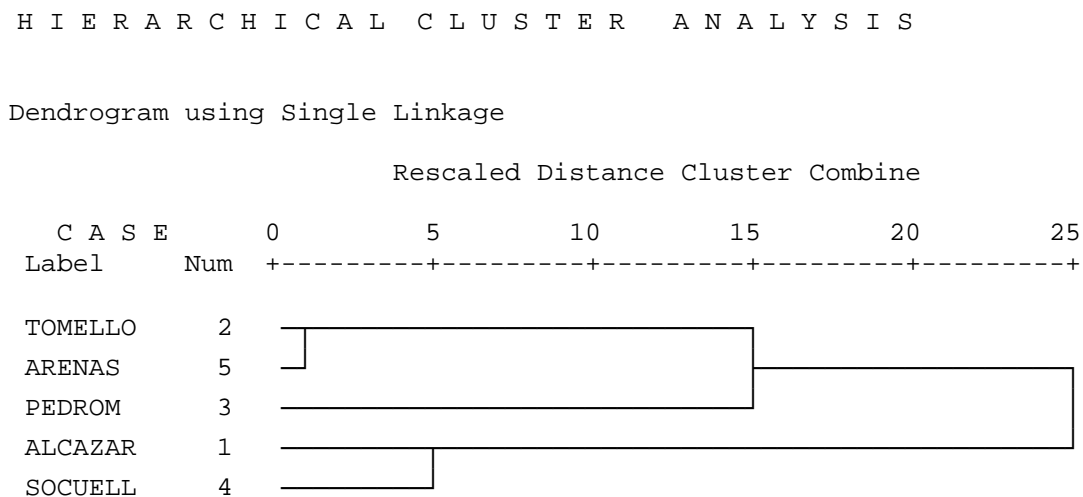 H I E R A R C H I C A L   C L U S T E R   A N A L Y S I S
Dendrogram using Single Linkage
Rescaled Distance Cluster Combine
C A S E 0 5 10 15 20 25
Label Num +---------+---------+---------+---------+---------+
TOMELLO 2
ARENAS 5
PEDROM 3
ALCAZAR 1
SOCUELL 4